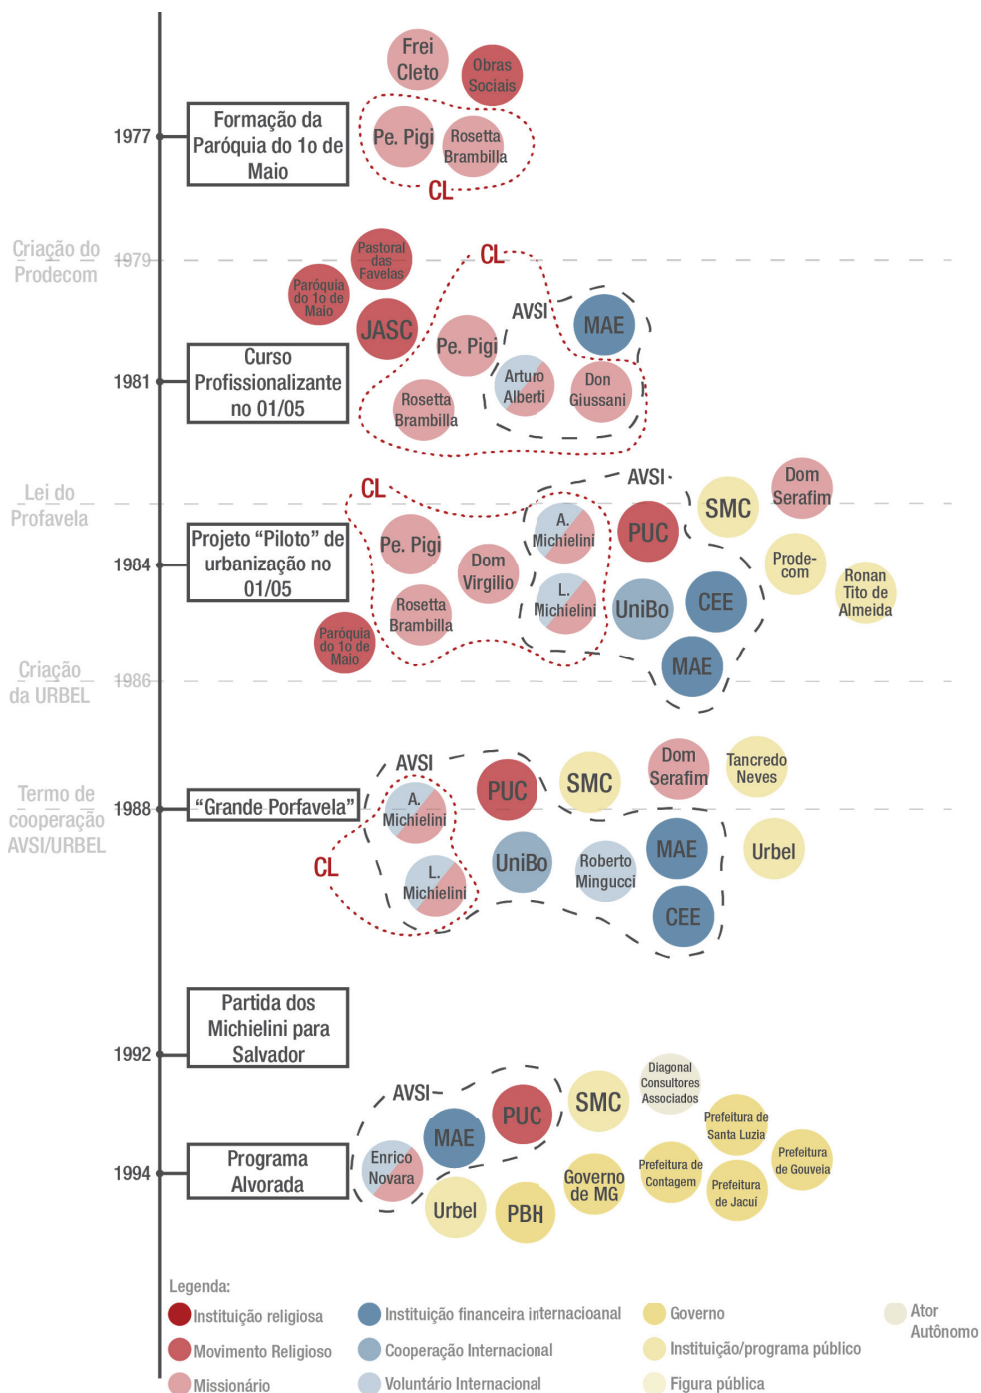 Frei
Cleto
Obras
Sociais
1977
Formação da
Paróquia do 1o de
Maio
Pe. Pigi
Rosetta
Brambilla
CL
Criação do
Prodecom
1979
Pastoral
das
Favelas
CL
Paróquia
do 1o de
Maio
JASC
AVSI
MAE
Pe. Pigi
1981
Curso
Profissionalizante
no 01/05
Arturo
Alberti
Don
Giussani
Rosetta
Brambilla
Lei do
Profavela
CL
AVSI
SMC
Dom
Serafim
A.
Michielini
PUC
Pe. Pigi
1984
Projeto “Piloto” de
urbanização no
01/05
Dom
Virgilio
Prode-
com
Ronan
Tito de
Almeida
Rosetta
Brambilla
L.
Michielini
UniBo
CEE
Paróquia
do 1o de
Maio
MAE
Criação
da URBEL
1986
AVSI
PUC
SMC
Dom
Serafim
Tancredo
Neves
Termo de
cooperação
AVSI/URBEL
1988
“Grande Porfavela”
A.
Michielini
CL
L.
Michielini
UniBo
Roberto
Mingucci
MAE
Urbel
CEE
1992
Partida dos
Michielini para
Salvador
AVSI
MAE
PUC
SMC
Diagonal
Consultores
Associados
Prefeitura de
Santa Luzia
1994
Programa
Alvorada
Enrico
Novara
Urbel
PBH
Governo
de MG
Prefeitura de
Contagem
Prefeitura
de Jacuí
Prefeitura
de Gouveia
Legenda:
Instituição religiosa
Instituição financeira internacioanal
Governo
Ator
Autônomo
Movimento Religioso
Cooperação Internacional
Instituição/programa público
Missionário
Voluntário Internacional
Figura pública